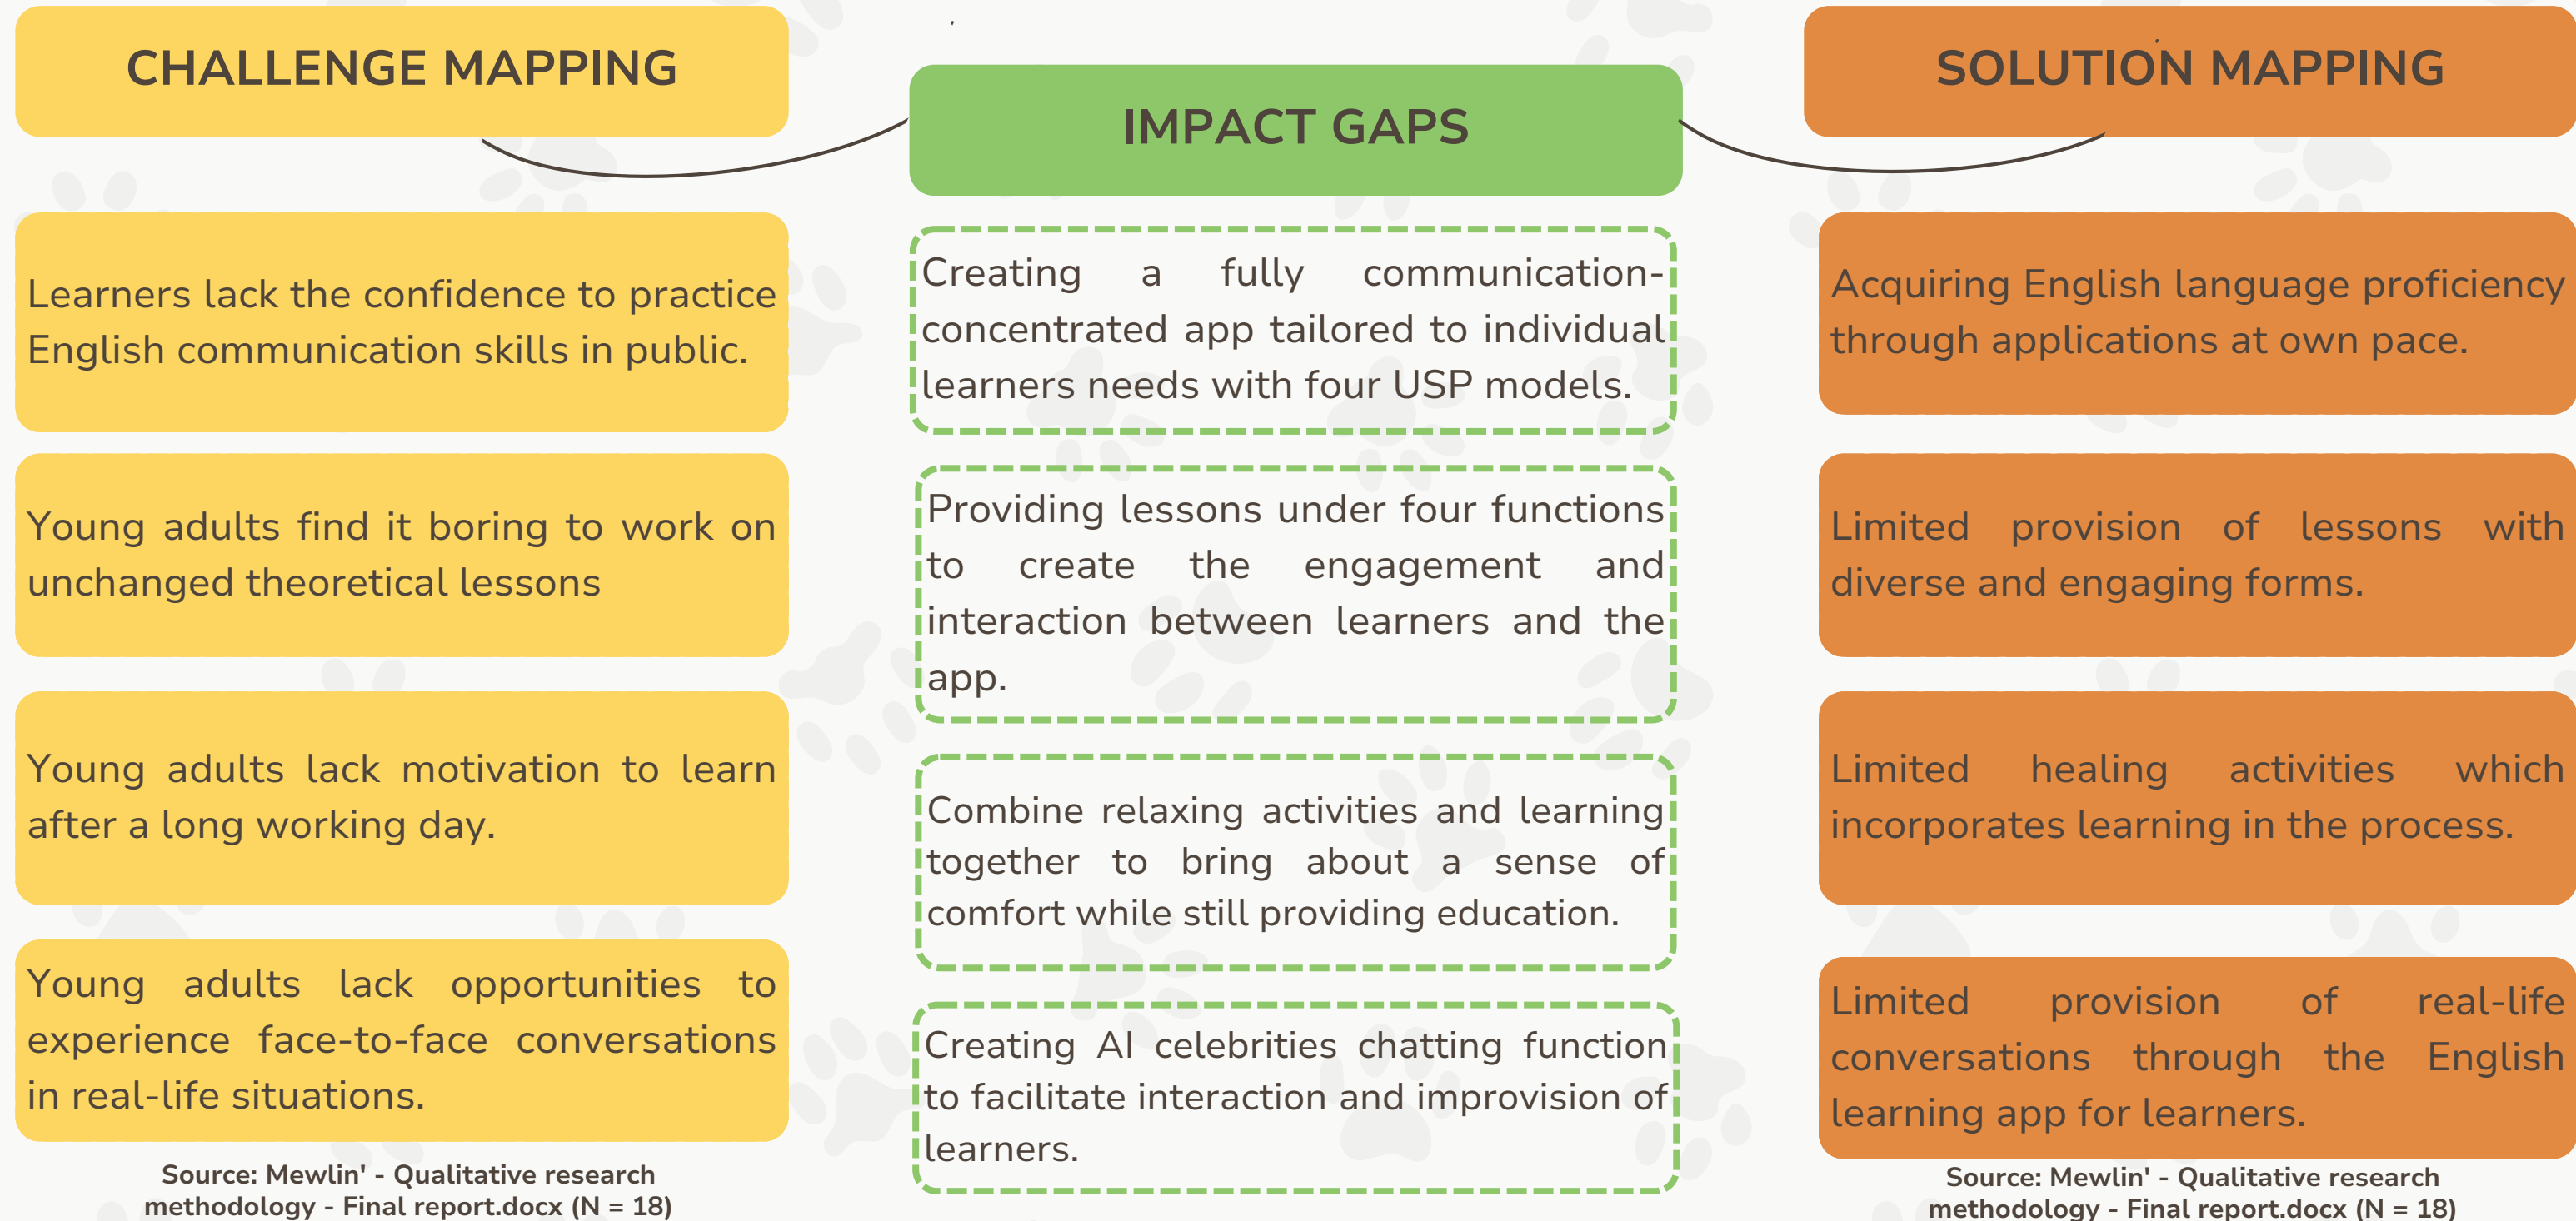 CHALLENGE MAPPING
Learners lack the confidence to practice
English communication skills in public.
Young adults find it boring to work on
unchanged theoretical lessons
Young adults lack motivation to learn
after a long working day.
Young adults lack opportunities to
experience face-to-face conversations
in real-life situations.
Source: Mewlin' - Qualitative research
methodology - Final report.docx (N = 18)
IMPACT GAPS
Creating a fully communication-
concentrated app tailored to individual
learners needs with four USP models.
Providing lessons under four functions
to create the engagement and
interaction between learners and the
app.
Combine relaxing activities and learning
together to bring about a sense of
comfort while still providing education.
Creating AI celebrities chatting function
to facilitate interaction and improvision of
learners.
SOLUTION MAPPING
Acquiring English language proficiency
through applications at own pace.
Limited provision of lessons with
diverse and engaging forms.
Limited healing activities which
incorporates learning in the process.
Limited provision of real-life
conversations through the English
learning app for learners.
Source: Mewlin' - Qualitative research
methodology - Final report.docx (N = 18)